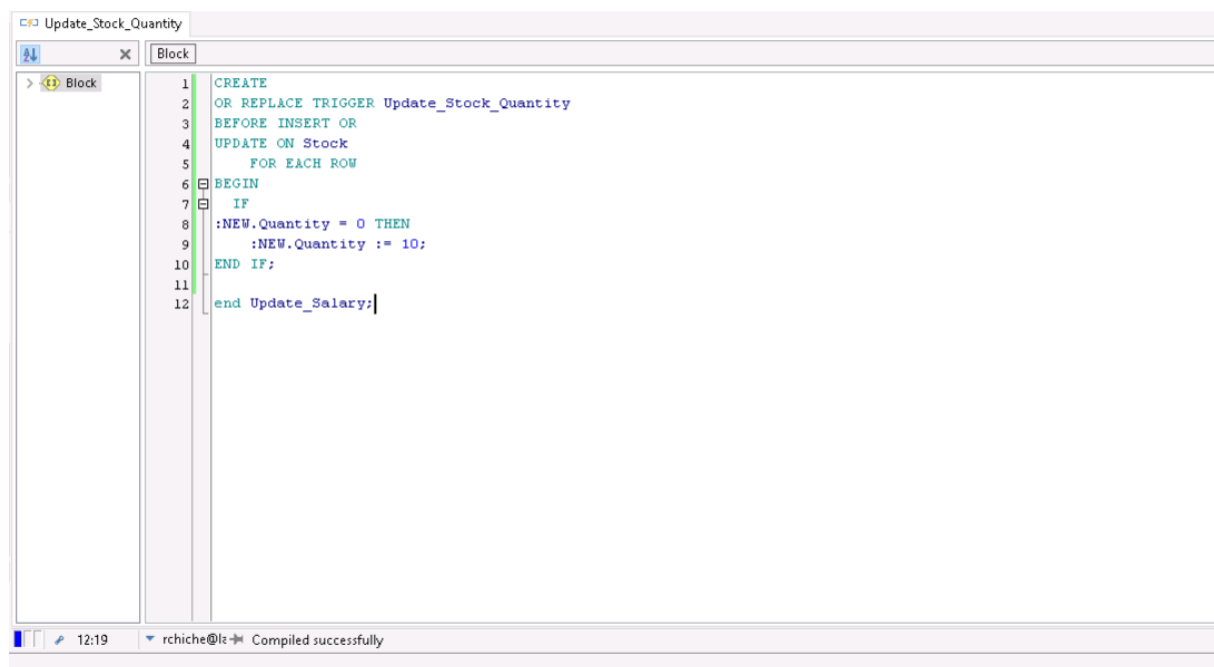 Update_Stock_Quantity
Block
Block
1 CREATE
2 OR REPLACE TRIGGER Update_Stock_Quantity
3 BEFORE INSERT OR
4 UPDATE ON Stock
5 FOR EACH ROW
6 BEGIN
7 IF
8 :NEW.Quantity = 0 THEN
9 :NEW.Quantity := 10;
10 END IF;
11
12 end Update_Salary;
12:19 rchiche@la Compiled successfully